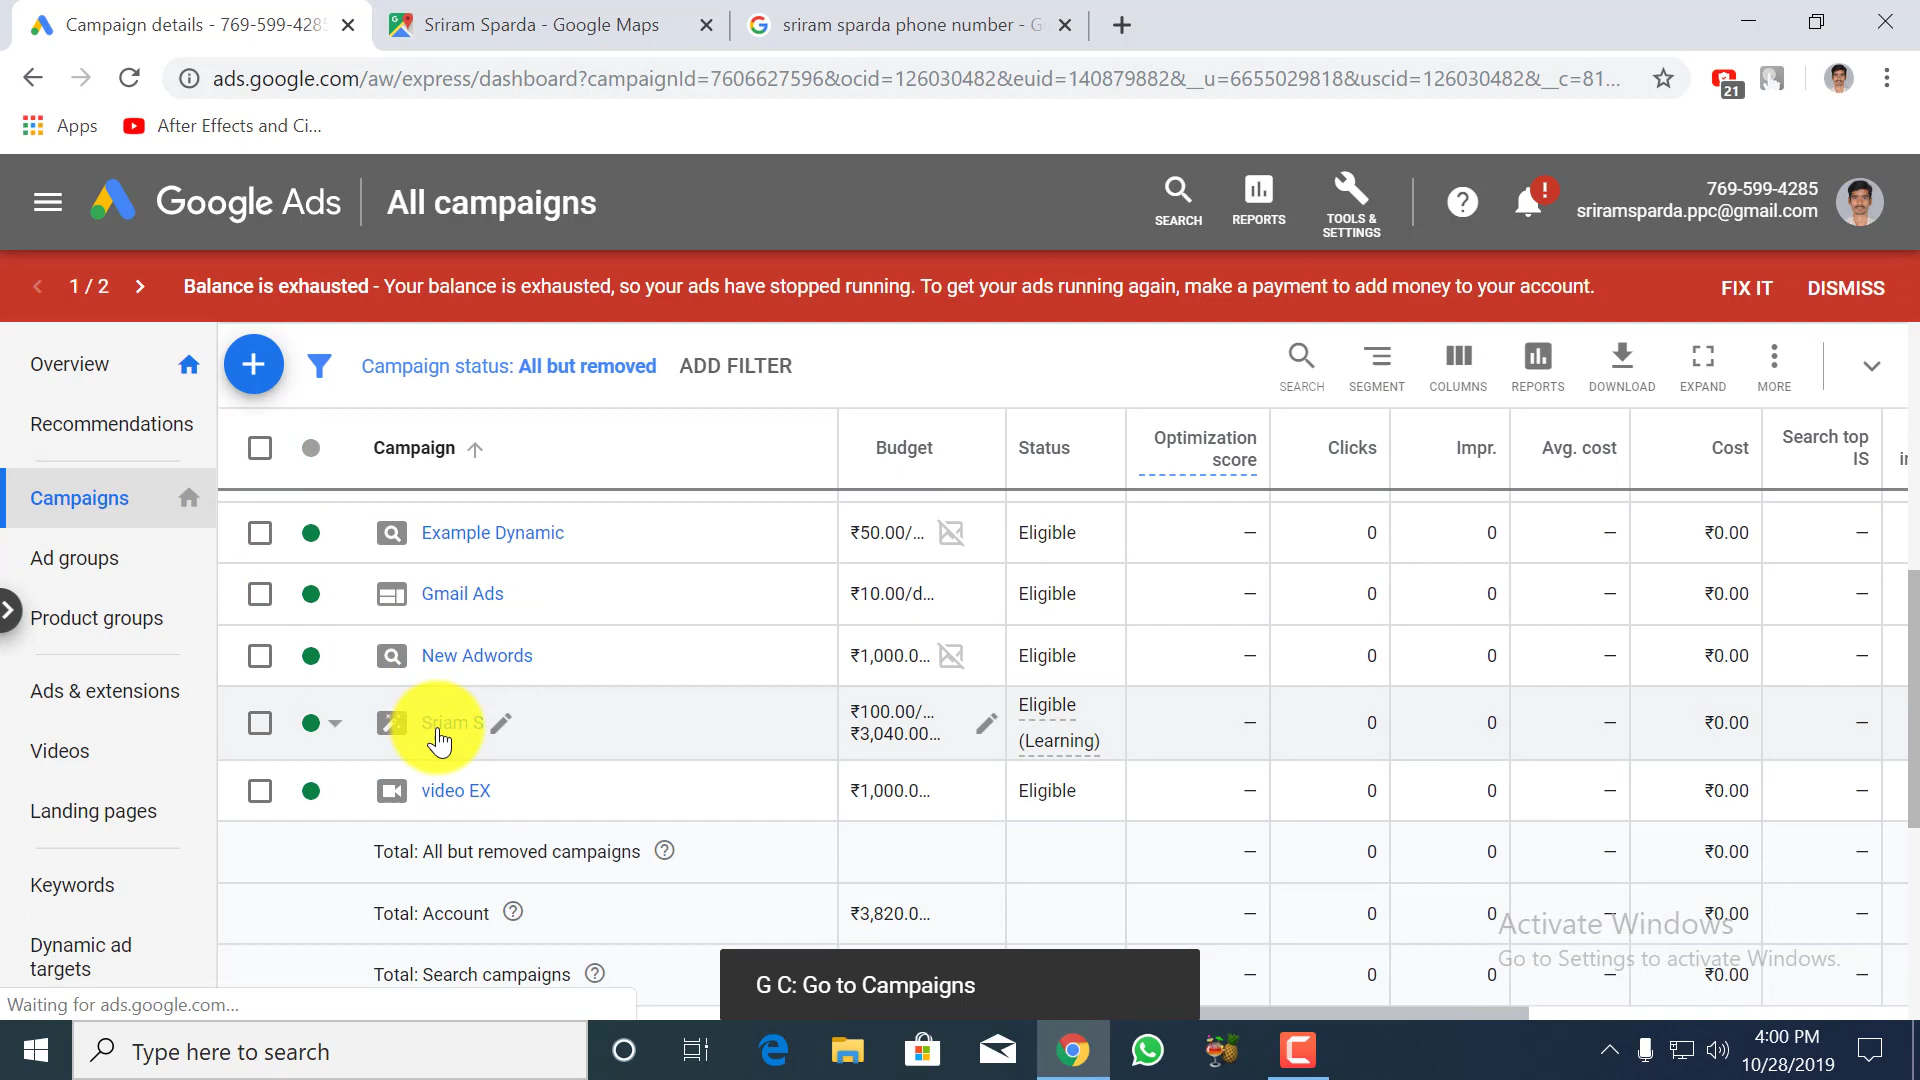 Campaign details - 769-599-428
Sriram Sparda - Google Maps
sriram sparda phone number - G
ads.google.com/aw/express/dashboard?campaignId=7606627596&ocid=126030482&euid=140879882&__u=6655029818&uscid=126030482&__c=81...
21
Apps
After Effects and Ci...
Google Ads
All campaigns
SEARCH
REPORTS
TOOLS & SETTINGS
769-599-4285
sriramsparda.ppc@gmail.com
1 / 2
Balance is exhausted - Your balance is exhausted, so your ads have stopped running. To get your ads running again, make a payment to add money to your account.
FIX IT
DISMISS
Overview
Recommendations
Campaigns
Ad groups
Product groups
Ads & extensions
Videos
Landing pages
Keywords
Dynamic ad targets
Campaign status: All but removed
ADD FILTER
SEARCH
SEGMENT
COLUMNS
REPORTS
DOWNLOAD
EXPAND
MORE
Campaign Budget Status Optimization score Clicks Impr. Avg. cost Cost Search top IS
Example Dynamic ₹50.00/... Eligible — 0 0 — ₹0.00 —
Gmail Ads ₹10.00/d... Eligible — 0 0 — ₹0.00 —
New Adwords ₹1,000.0... Eligible — 0 0 — ₹0.00 —
Sriam S ₹100.00/... ₹3,040.00... Eligible (Learning) — 0 0 — ₹0.00 —
video EX ₹1,000.0... Eligible — 0 0 — ₹0.00 —
Total: All but removed campaigns — 0 0 — ₹0.00 —
Total: Account ₹3,820.0... — 0 0 — ₹0.00 —
Total: Search campaigns — 0 — ₹0.00 —
Activate Windows
Go to Settings to activate Windows.
G C: Go to Campaigns
Waiting for ads.google.com...
Type here to search
4:00 PM
10/28/2019